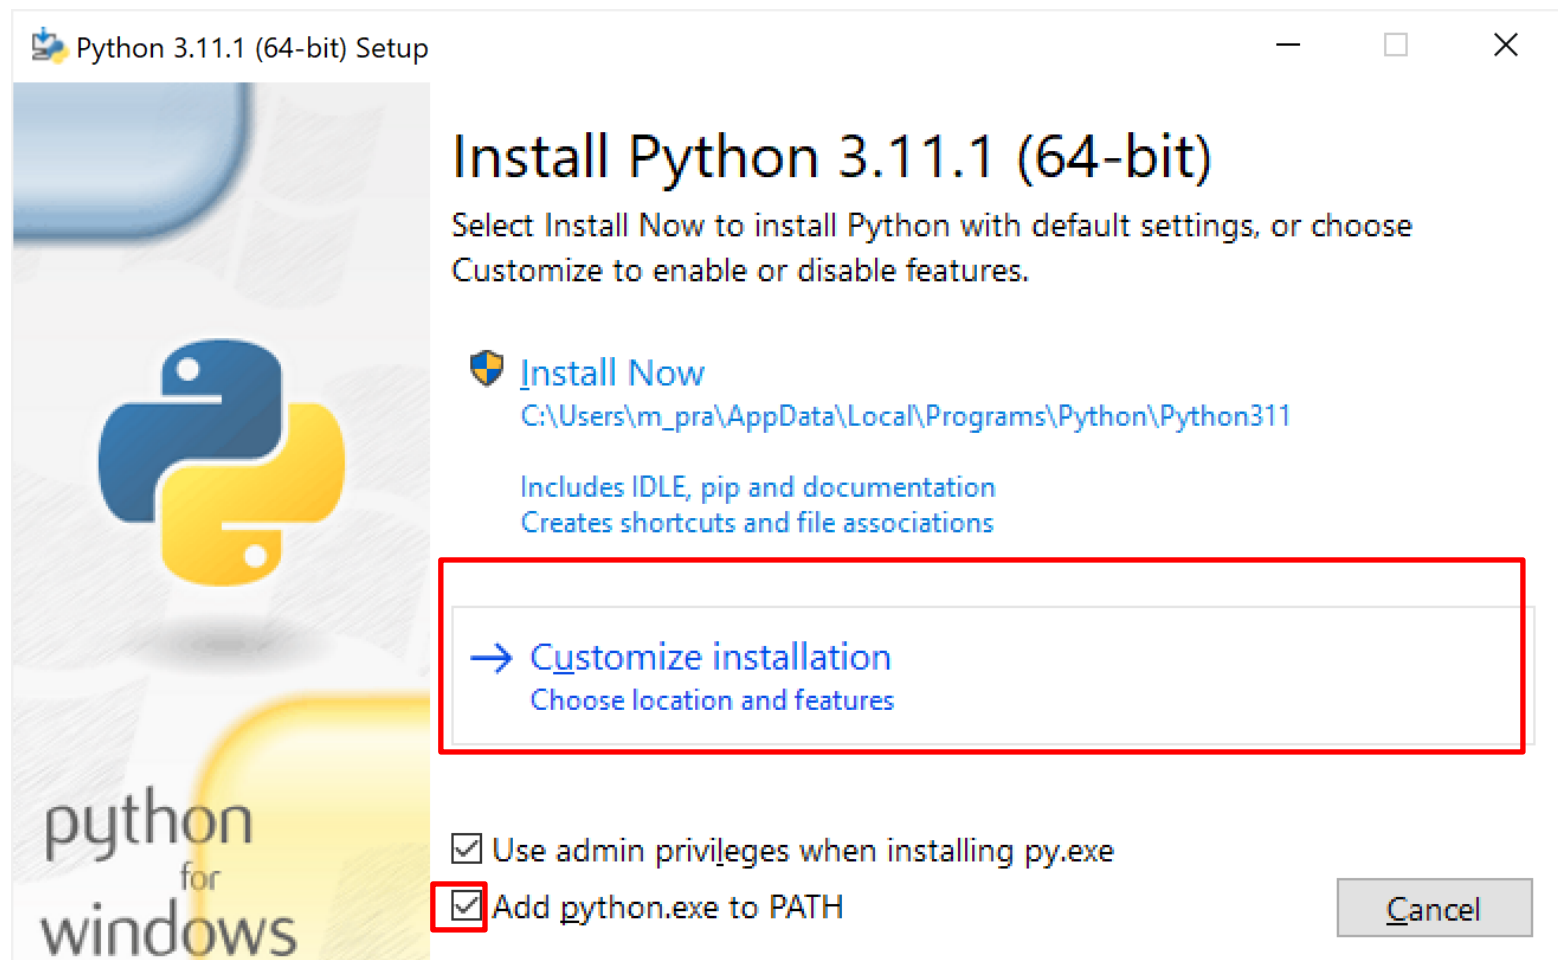 Python 3.11.1 (64-bit) Setup
Install Python 3.11.1 (64-bit)
Select Install Now to install Python with default settings, or choose
Customize to enable or disable features.
Install Now
C:\Users\m_pra\AppData\Local\Programs\Python\Python311
Includes IDLE, pip and documentation
Creates shortcuts and file associations
Customize installation
Choose location and features
python
for
windows
Use admin privileges when installing py.exe
Add python.exe to PATH
Cancel